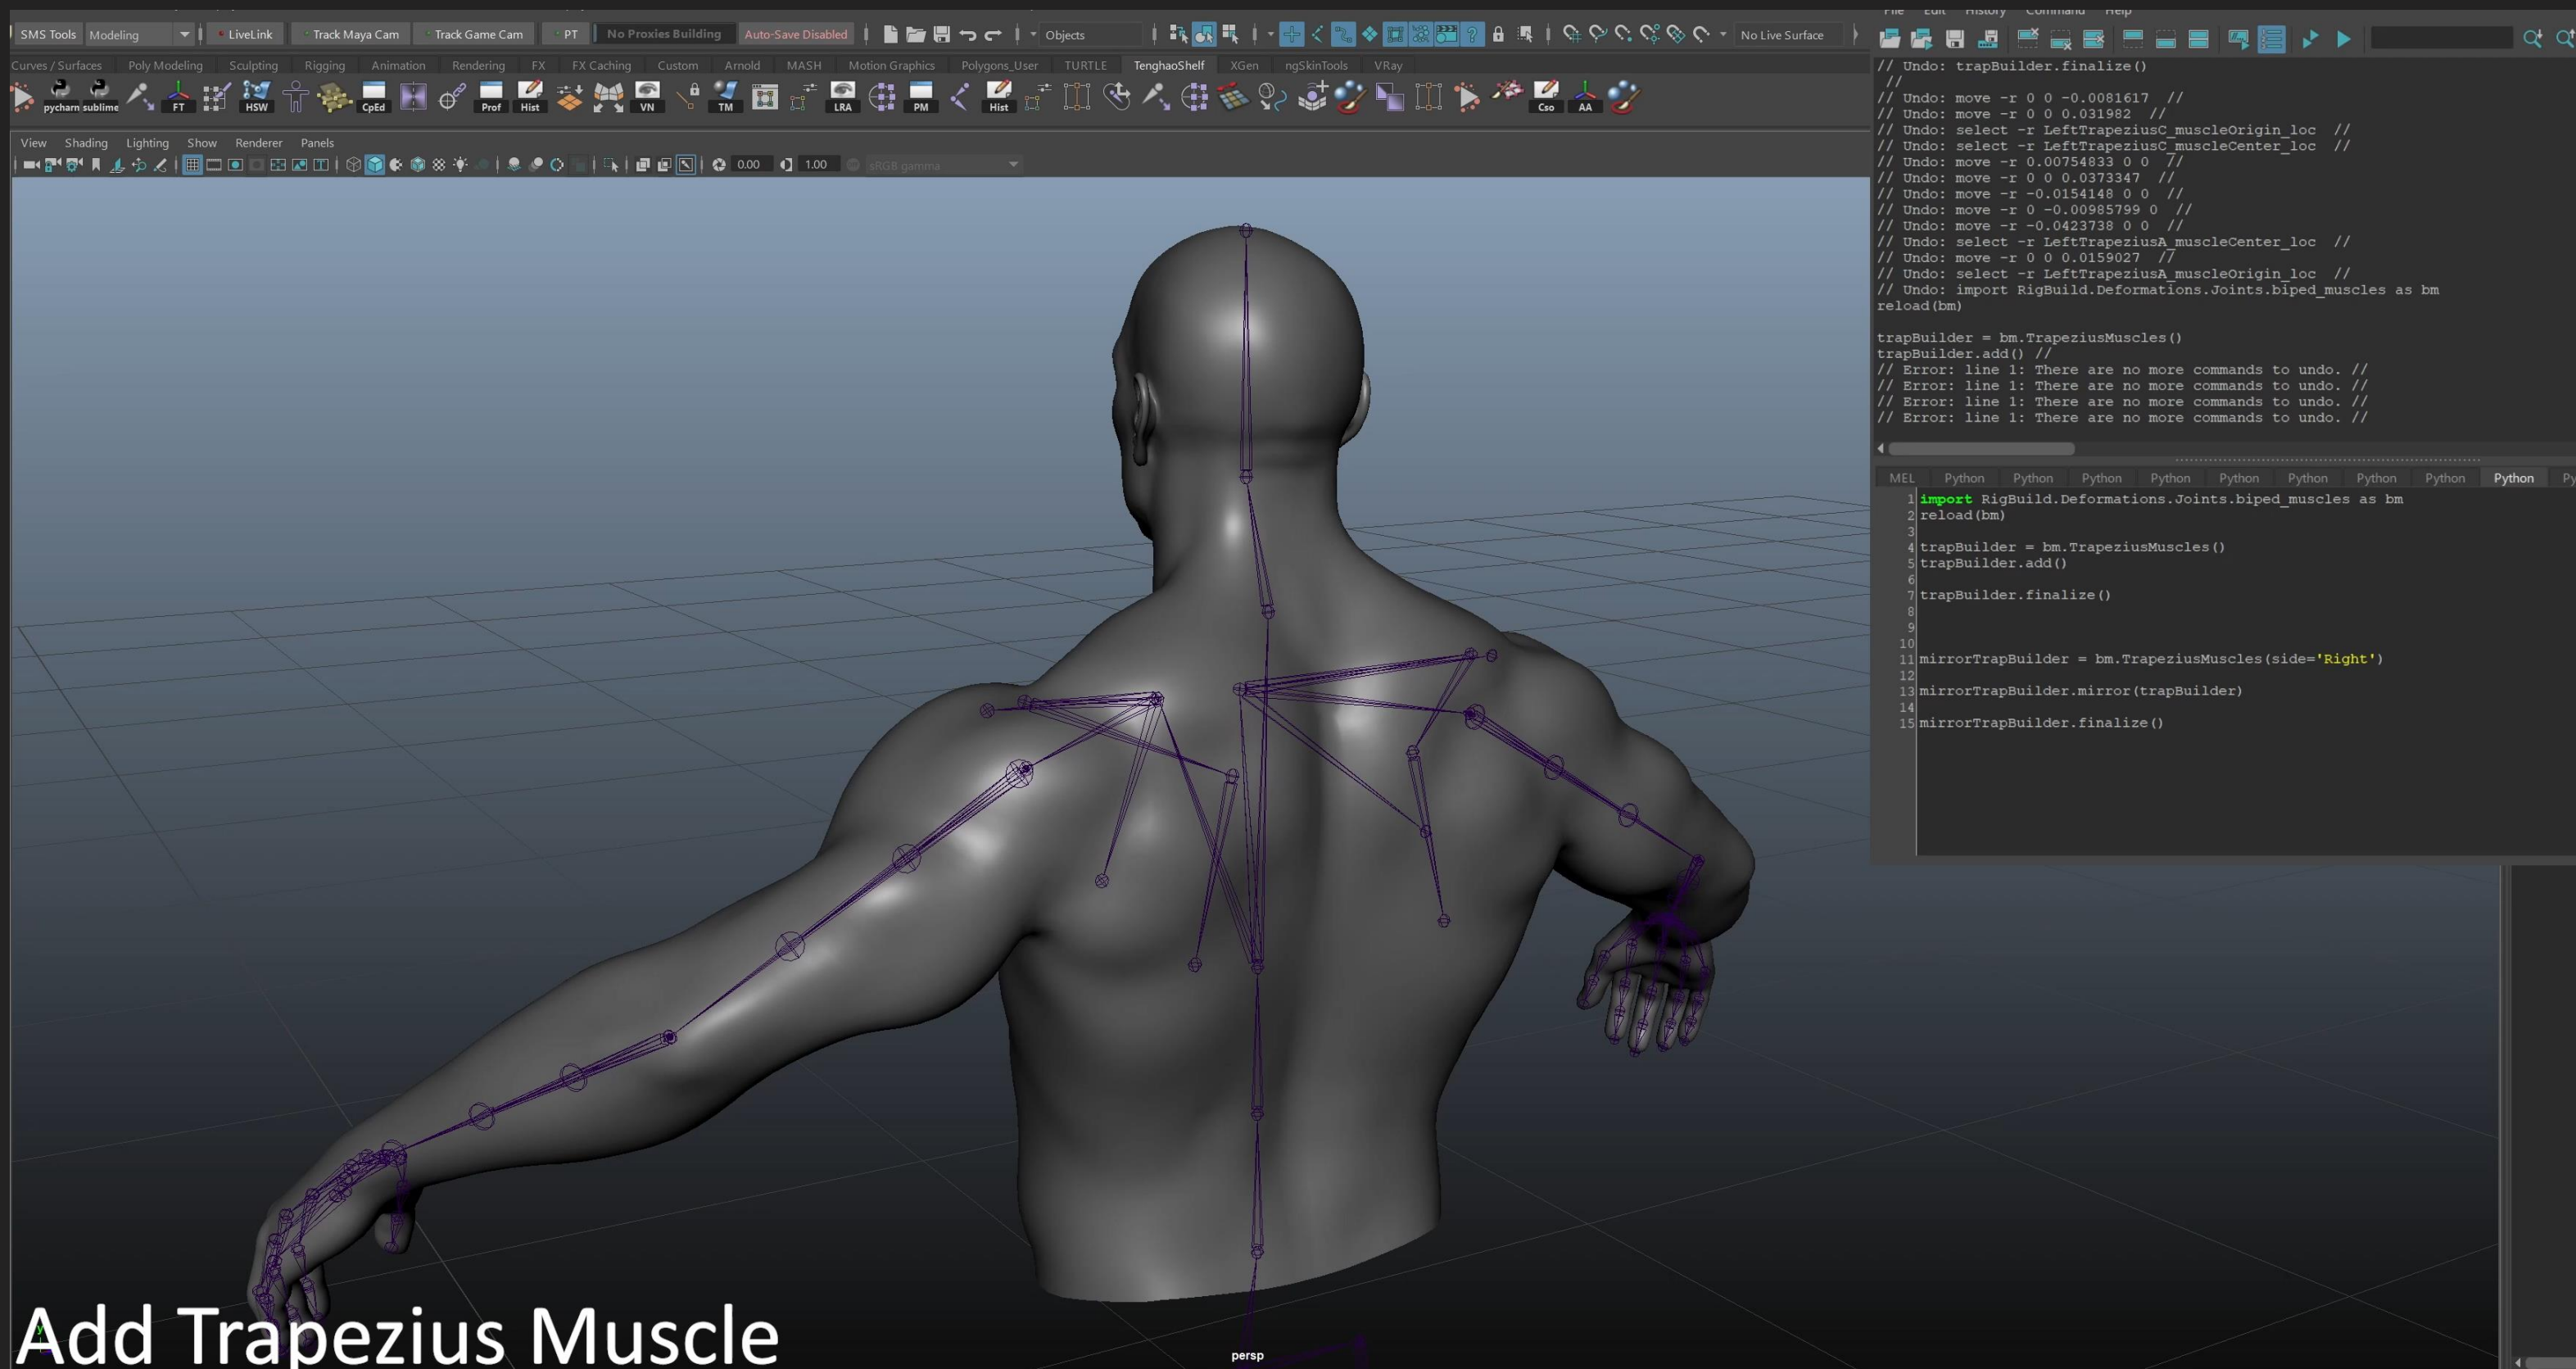 SMS Tools Modeling LiveLink Track Maya Cam Track Game Cam PT No Proxies Building Auto-Save Disabled Objects No Live Surface
Curves / Surfaces Poly Modeling Sculpting Rigging Animation Rendering FX FX Caching Custom Arnold MASH Motion Graphics Polygons_User TURTLE TenghaoShelf XGen ngSkinTools VRay
pycharn sublime FT HSW CpEd Prof Hist VN TM LRA PM Hist Cso AA
View Shading Lighting Show Renderer Panels
0.00 1.00 sRGB gamma
File Edit History Command Help
// Undo: trapBuilder.finalize()
//
// Undo: move -r 0 0 -0.0081617 //
// Undo: move -r 0 0 0.031982 //
// Undo: select -r LeftTrapeziusC_muscleOrigin_loc //
// Undo: select -r LeftTrapeziusC_muscleCenter_loc //
// Undo: move -r 0.00754833 0 0 //
// Undo: move -r 0 0 0.0373347 //
// Undo: move -r -0.0154148 0 0 //
// Undo: move -r 0 -0.00985799 0 //
// Undo: move -r -0.0423738 0 0 //
// Undo: select -r LeftTrapeziusA_muscleCenter_loc //
// Undo: move -r 0 0 0.0159027 //
// Undo: select -r LeftTrapeziusA_muscleOrigin_loc //
// Undo: import RigBuild.Deformations.Joints.biped_muscles as bm
reload(bm)
trapBuilder = bm.TrapeziusMuscles()
trapBuilder.add() //
// Error: line 1: There are no more commands to undo. //
// Error: line 1: There are no more commands to undo. //
// Error: line 1: There are no more commands to undo. //
// Error: line 1: There are no more commands to undo. //
MEL Python Python Python Python Python Python Python Python Python Py
1 import RigBuild.Deformations.Joints.biped_muscles as bm
2 reload(bm)
3
4 trapBuilder = bm.TrapeziusMuscles()
5 trapBuilder.add()
6
7 trapBuilder.finalize()
8
9
10
11 mirrorTrapBuilder = bm.TrapeziusMuscles(side='Right')
12
13 mirrorTrapBuilder.mirror(trapBuilder)
14
15 mirrorTrapBuilder.finalize()
Add Trapezius Muscle
persp
y